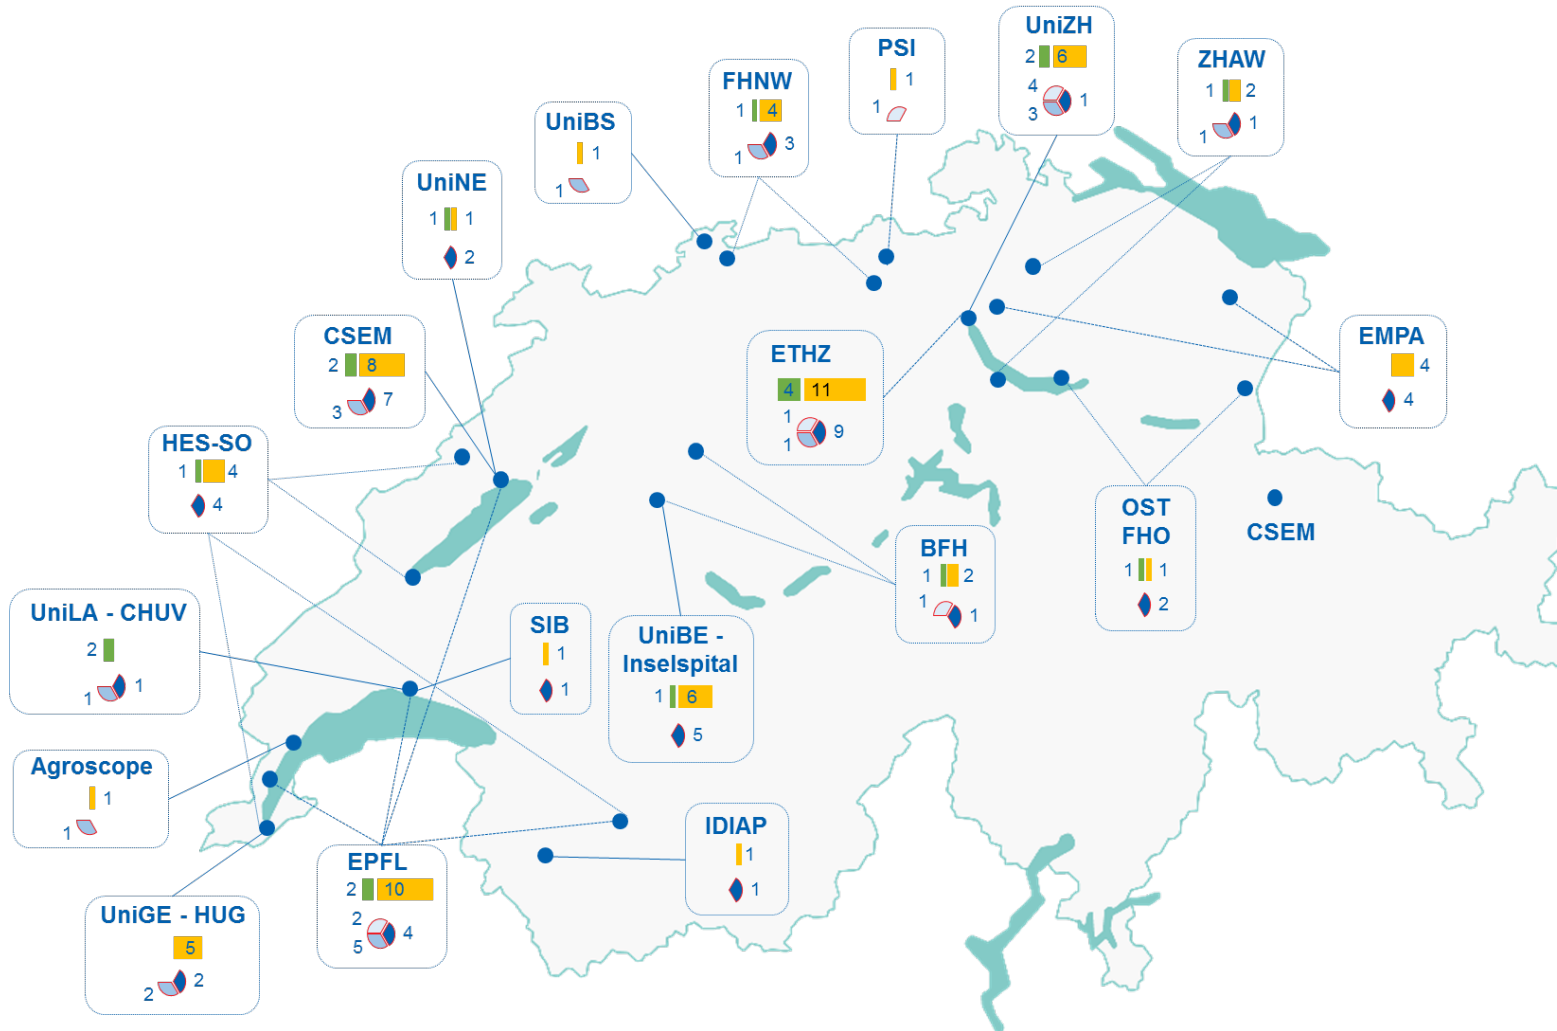 UniZH
2 6
4
1
3
PSI
1
1
ZHAW
1 2
1
1
FHNW
1 4
3
1
UniBS
1
1
UniNE
1 1
2
CSEM
2 8
7
3
ETHZ
4 11
1
9
1
EMPA
4
4
HES-SO
1 4
4
OST
FHO
1 1
2
CSEM
BFH
1 2
1
1
UniLA - CHUV
2
1
1
SIB
1
1
UniBE -
Inselspital
1 6
5
Agroscope
1
1
IDIAP
1
1
EPFL
2 10
2
4
5
UniGE - HUG
5
2
2